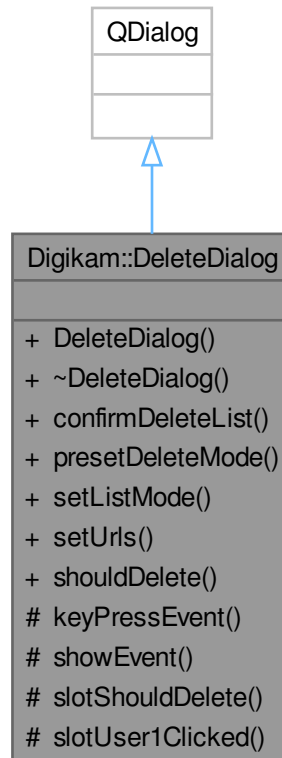 QDialog
Digikam::DeleteDialog
+ DeleteDialog()
+ ~DeleteDialog()
+ confirmDeleteList()
+ presetDeleteMode()
+ setListMode()
+ setUrls()
+ shouldDelete()
# keyPressEvent()
# showEvent()
# slotShouldDelete()
# slotUser1Clicked()